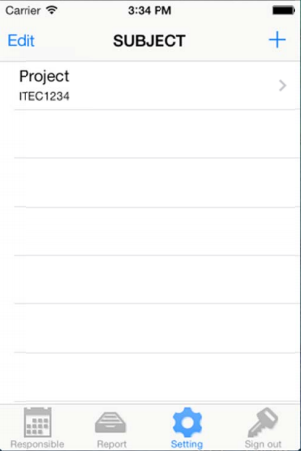 Carrier 3:34 PM
Edit SUBJECT +
Project
ITEC1234
Responsible Report Setting Sign out